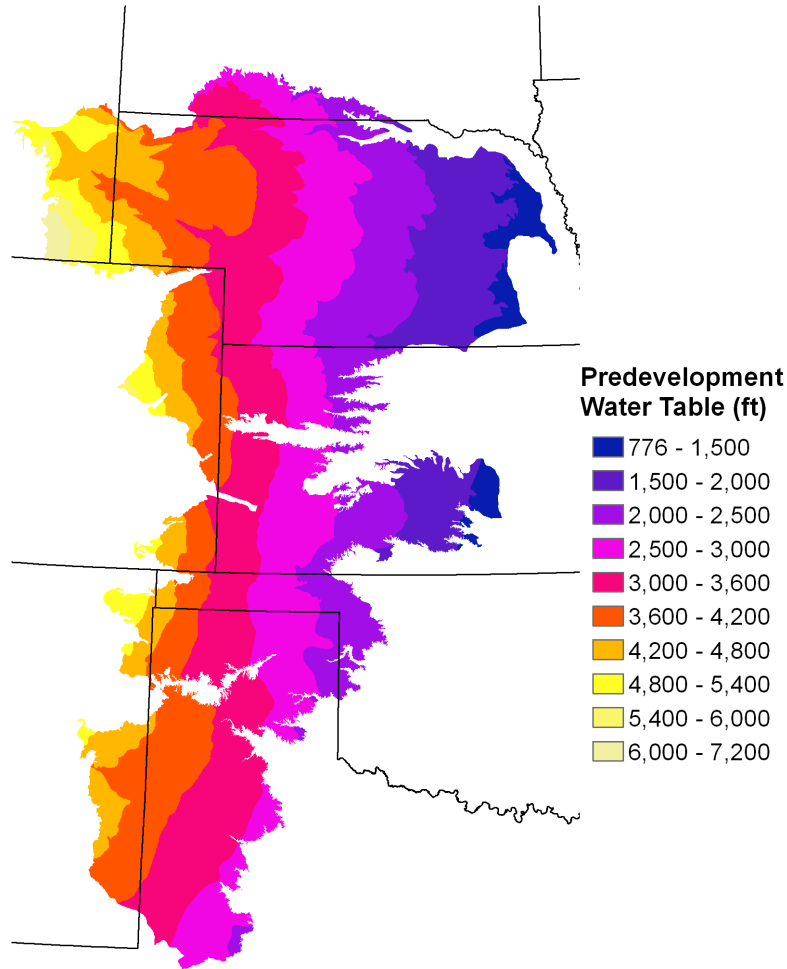 Predevelopment
Water Table (ft)
776 - 1,500
1,500 - 2,000
2,000 - 2,500
2,500 - 3,000
3,000 - 3,600
3,600 - 4,200
4,200 - 4,800
4,800 - 5,400
5,400 - 6,000
6,000 - 7,200